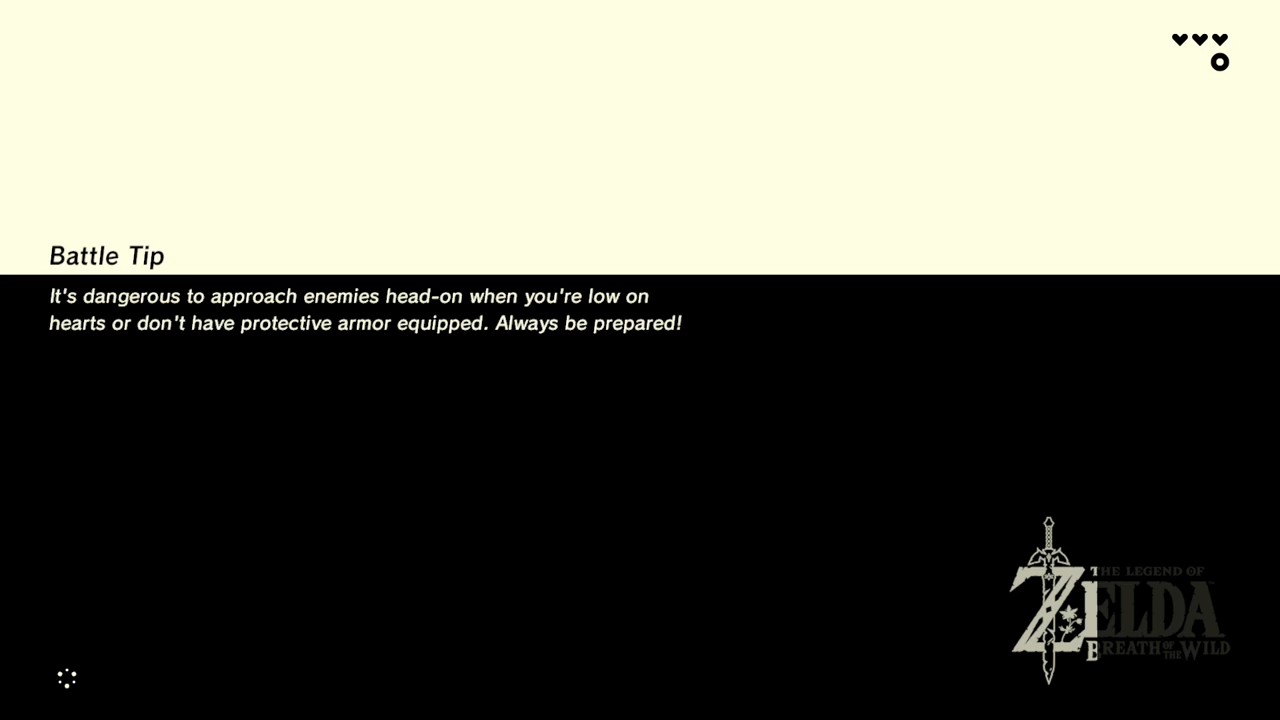 Battle Tip
It's dangerous to approach enemies head-on when you're low on
hearts or don't have protective armor equipped. Always be prepared!
THE LEGEND OF
ZELDA
BREATH OF THE WILD